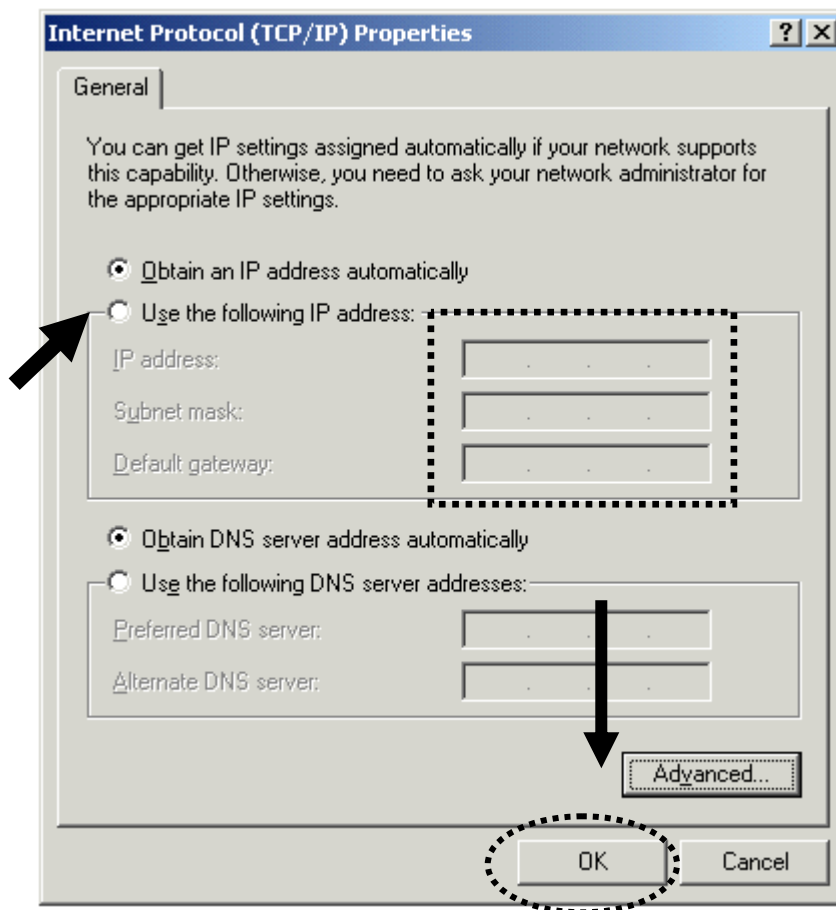 Internet Protocol (TCP/IP) Properties
General
You can get IP settings assigned automatically if your network supports
this capability. Otherwise, you need to ask your network administrator for
the appropriate IP settings.
Obtain an IP address automatically
Use the following IP address:
IP address:
Subnet mask:
Default gateway:
Obtain DNS server address automatically
Use the following DNS server addresses:
Preferred DNS server:
Alternate DNS server:
Advanced...
OK Cancel